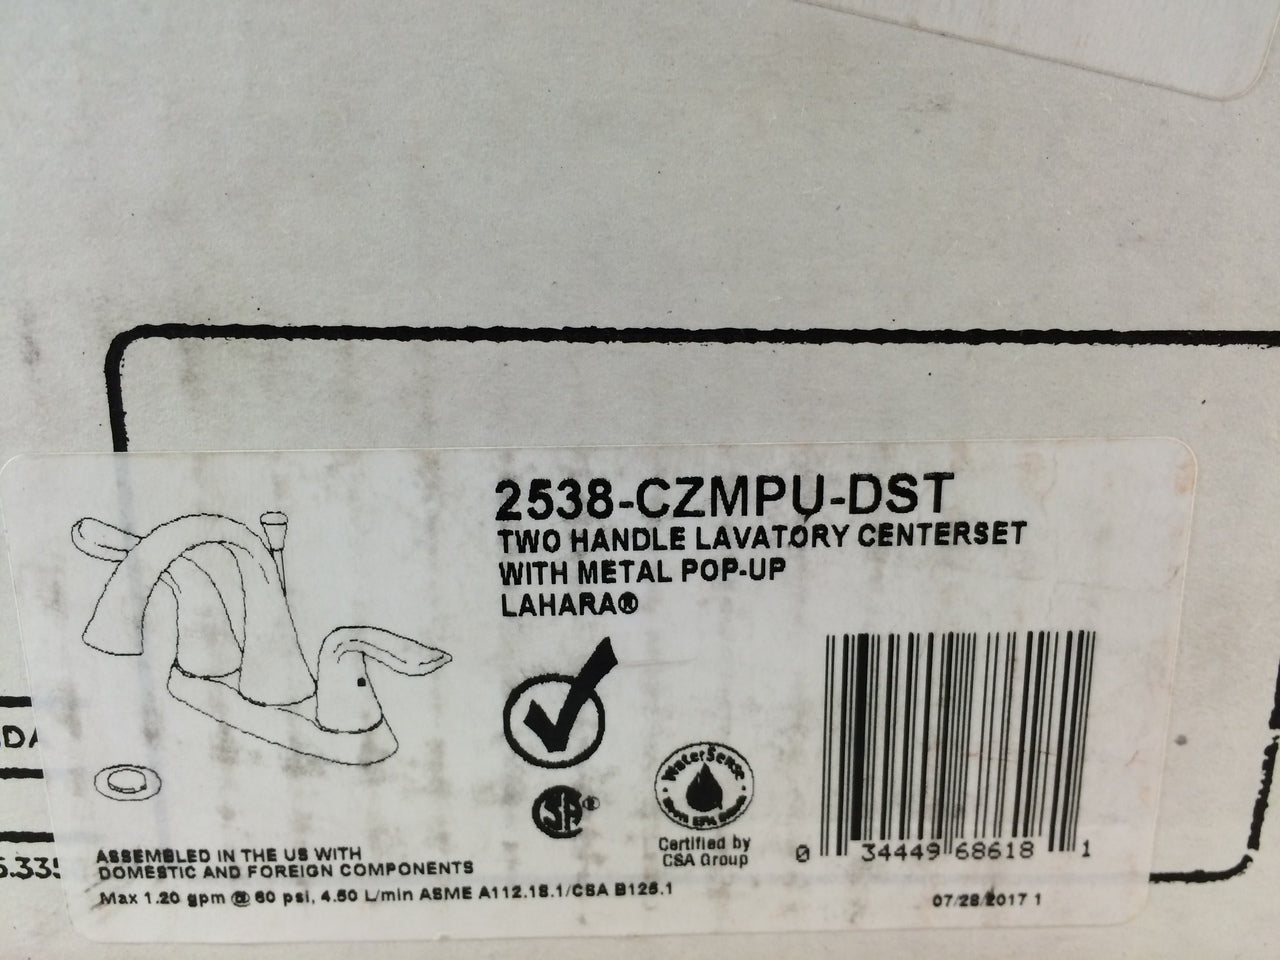 2538-CZMPU-DST
TWO HANDLE LAVATORY CENTERSET
WITH METAL POP-UP
LAHARA®
WaterSense
Certified by
CSA Group
0 34449 68618 1
ASSEMBLED IN THE US WITH
DOMESTIC AND FOREIGN COMPONENTS
Max 1.20 gpm @ 60 psi, 4.50 L/min ASME A112.18.1/CSA B125.1
07/28/2017 1